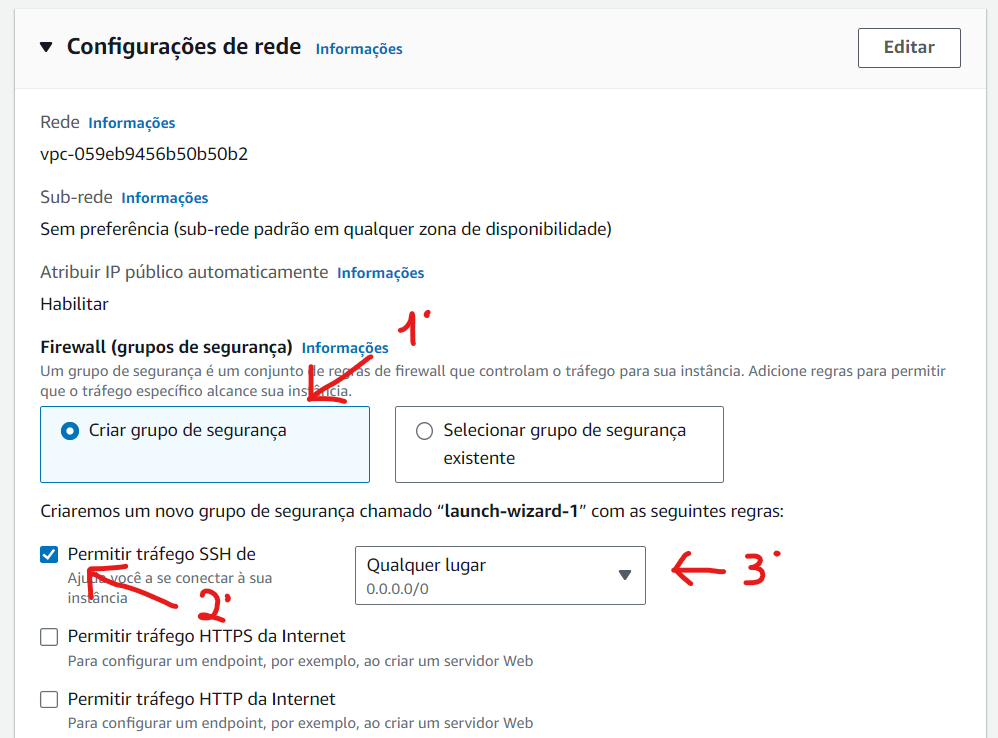 Configurações de rede Informações
Editar
Rede Informações
vpc-059eb9456b50b50b2
Sub-rede Informações
Sem preferência (sub-rede padrão em qualquer zona de disponibilidade)
Atribuir IP público automaticamente Informações
Habilitar
1.
Firewall (grupos de segurança) Informações
Um grupo de segurança é um conjunto de regras de firewall que controlam o tráfego para sua instância. Adicione regras para permitir
que o tráfego específico alcance sua instância.
Criar grupo de segurança
Selecionar grupo de segurança
existente
Criaremos um novo grupo de segurança chamado “launch-wizard-1” com as seguintes regras:
Permitir tráfego SSH de
Ajuda você a se conectar à sua
instância
Qualquer lugar
0.0.0.0/0
3.
2.
Permitir tráfego HTTPS da Internet
Para configurar um endpoint, por exemplo, ao criar um servidor Web
Permitir tráfego HTTP da Internet
Para configurar um endpoint, por exemplo, ao criar um servidor Web